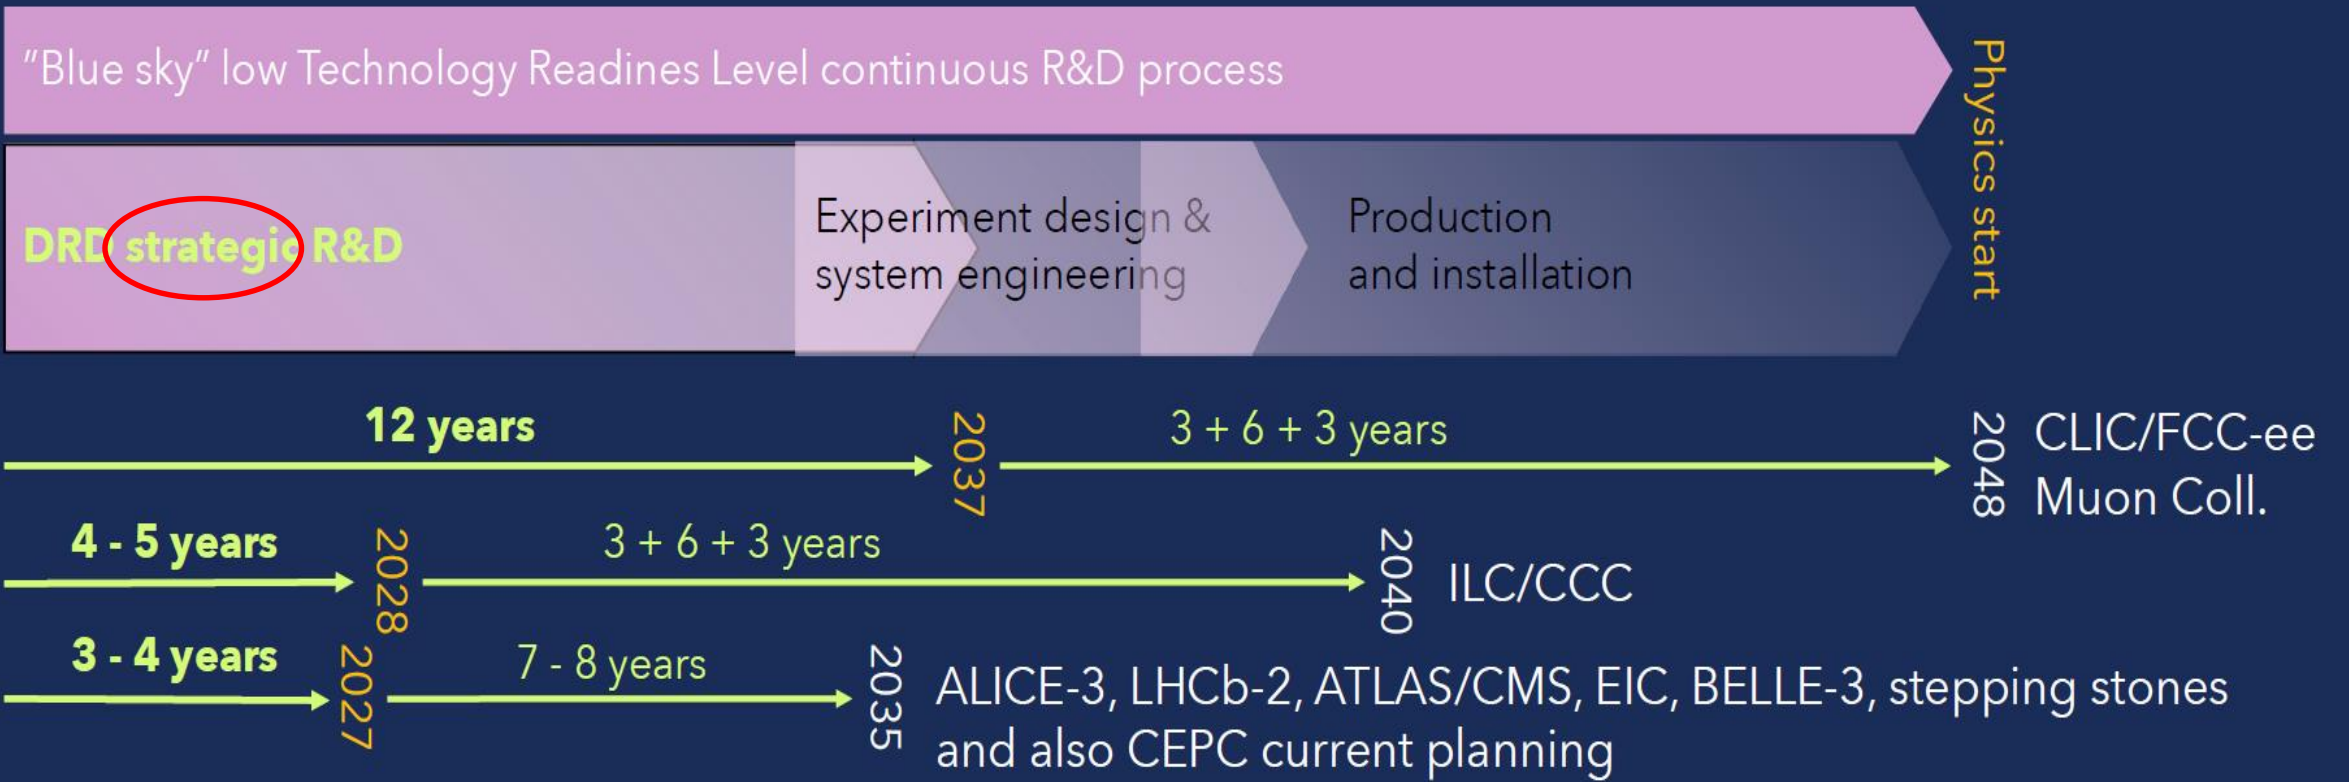 "Blue sky" low Technology Readines Level continuous R&D process
Physics start
DRD strategic R&D
Experiment design &
system engineering
Production
and installation
12 years
2037
3 + 6 + 3 years
2048
CLIC/FCC-ee
Muon Coll.
4 - 5 years
2028
3 + 6 + 3 years
2040
ILC/CCC
3 - 4 years
2027
7 - 8 years
2035
ALICE-3, LHCb-2, ATLAS/CMS, EIC, BELLE-3, stepping stones
and also CEPC current planning